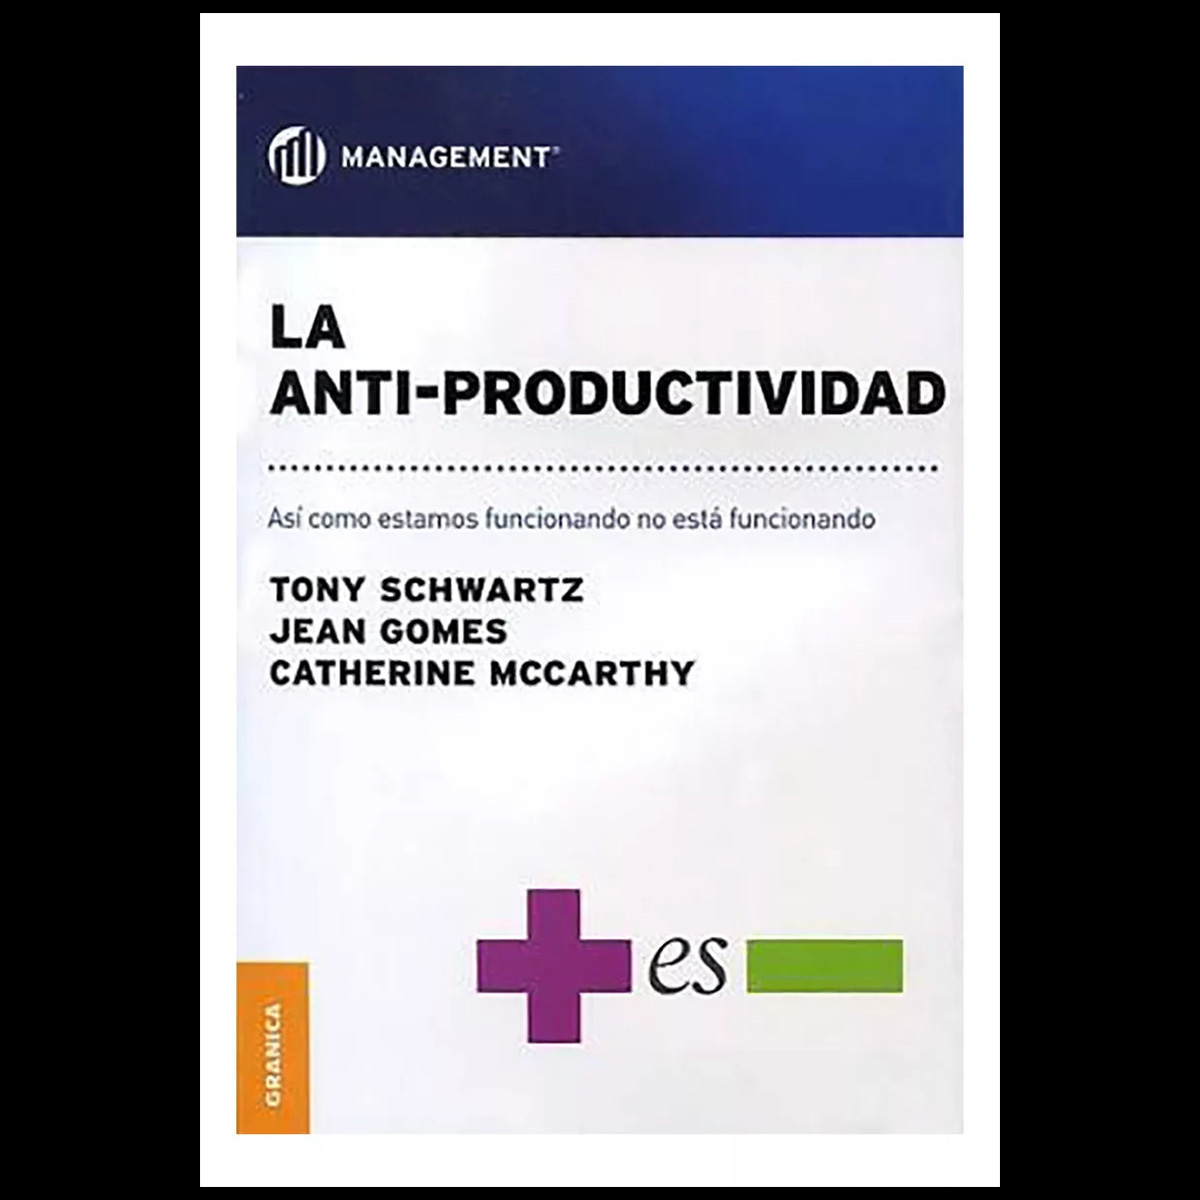 MANAGEMENT®
LA
ANTI-PRODUCTIVIDAD
Así como estamos funcionando no está funcionando
TONY SCHWARTZ
JEAN GOMES
CATHERINE MCCARTHY
es
GRANICA